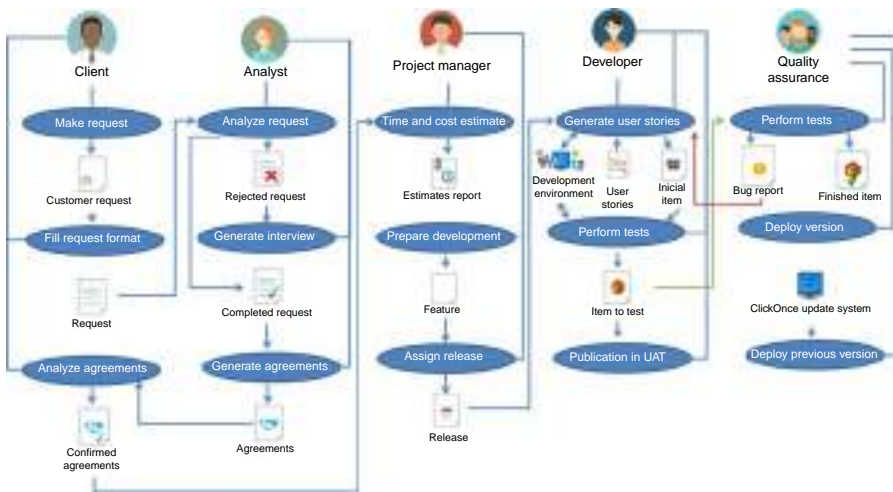 Client
Analyst
Project manager
Developer
Quality
assurance
Make request
Analyze request
Time and cost estimate
Generate user stories
Perform tests
Customer request
Rejected request
Estimates report
Development
environment
User
stories
Inicial
item
Bug report
Finished item
Fill request format
Generate interview
Prepare development
Perform tests
Deploy version
Request
Completed request
Feature
Item to test
ClickOnce update system
Analyze agreements
Generate agreements
Assign release
Publication in UAT
Deploy previous version
Confirmed
agreements
Agreements
Release